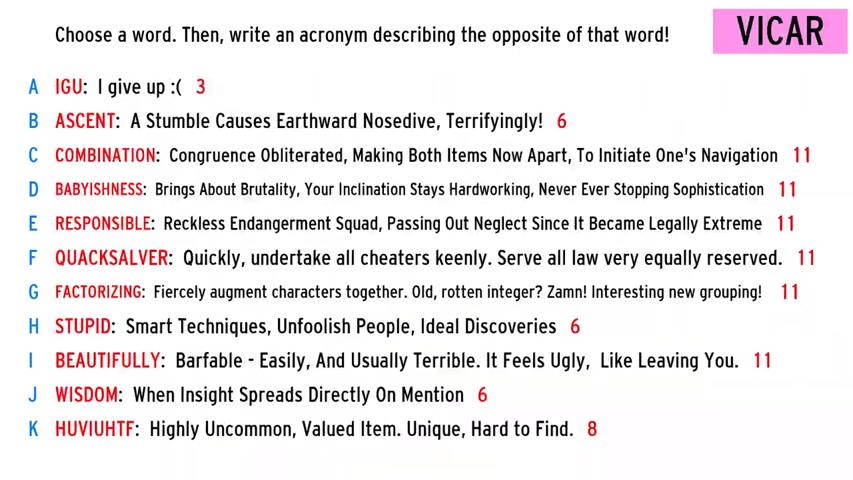 Choose a word. Then, write an acronym describing the opposite of that word!
VICAR
A IGU: I give up :( 3
B ASCENT: A Stumble Causes Earthward Nosedive, Terrifyingly! 6
C COMBINATION: Congruence Obliterated, Making Both Items Now Apart, To Initiate One's Navigation 11
D BABYISHNESS: Brings About Brutality, Your Inclination Stays Hardworking, Never Ever Stopping Sophistication 11
E RESPONSIBLE: Reckless Endangerment Squad, Passing Out Neglect Since It Became Legally Extreme 11
F QUACKSALVER: Quickly, undertake all cheaters keenly. Serve all law very equally reserved. 11
G FACTORIZING: Fiercely augment characters together. Old, rotten integer? Zamn! Interesting new grouping! 11
H STUPID: Smart Techniques, Unfoolish People, Ideal Discoveries 6
I BEAUTIFULLY: Barfable - Easily, And Usually Terrible. It Feels Ugly, Like Leaving You. 11
J WISDOM: When Insight Spreads Directly On Mention 6
K HUVIUHTF: Highly Uncommon, Valued Item. Unique, Hard to Find. 8